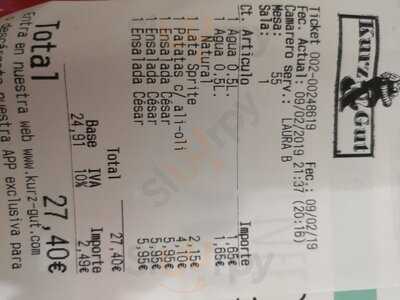 Kurz & Gut
Ticket 002-00248619 Fec.: 09/02/19
Fec. Actual: 09/02/2019 21:37 (20:16)
Camarero serv.: LAURA B
Mesa: 55
Sala: 1
Ct. Artículo Importe
1 Agua 0.5L. 1,65€
1 Agua 0.5L. 1,65€
Natural
1 Lata Sprite 2,15€
1 Patatas c/ all-oli 4,10€
1 Ensalada César 5,95€
1 Ensalada César 5,95€
1 Ensalada César 5,95€
Total 27,40€
Base IVA Importe
24,91 10% 2,49€
Total 27,40€
Entra en nuestra web www.kurz-gut.com
nuestra APP exclusiva para